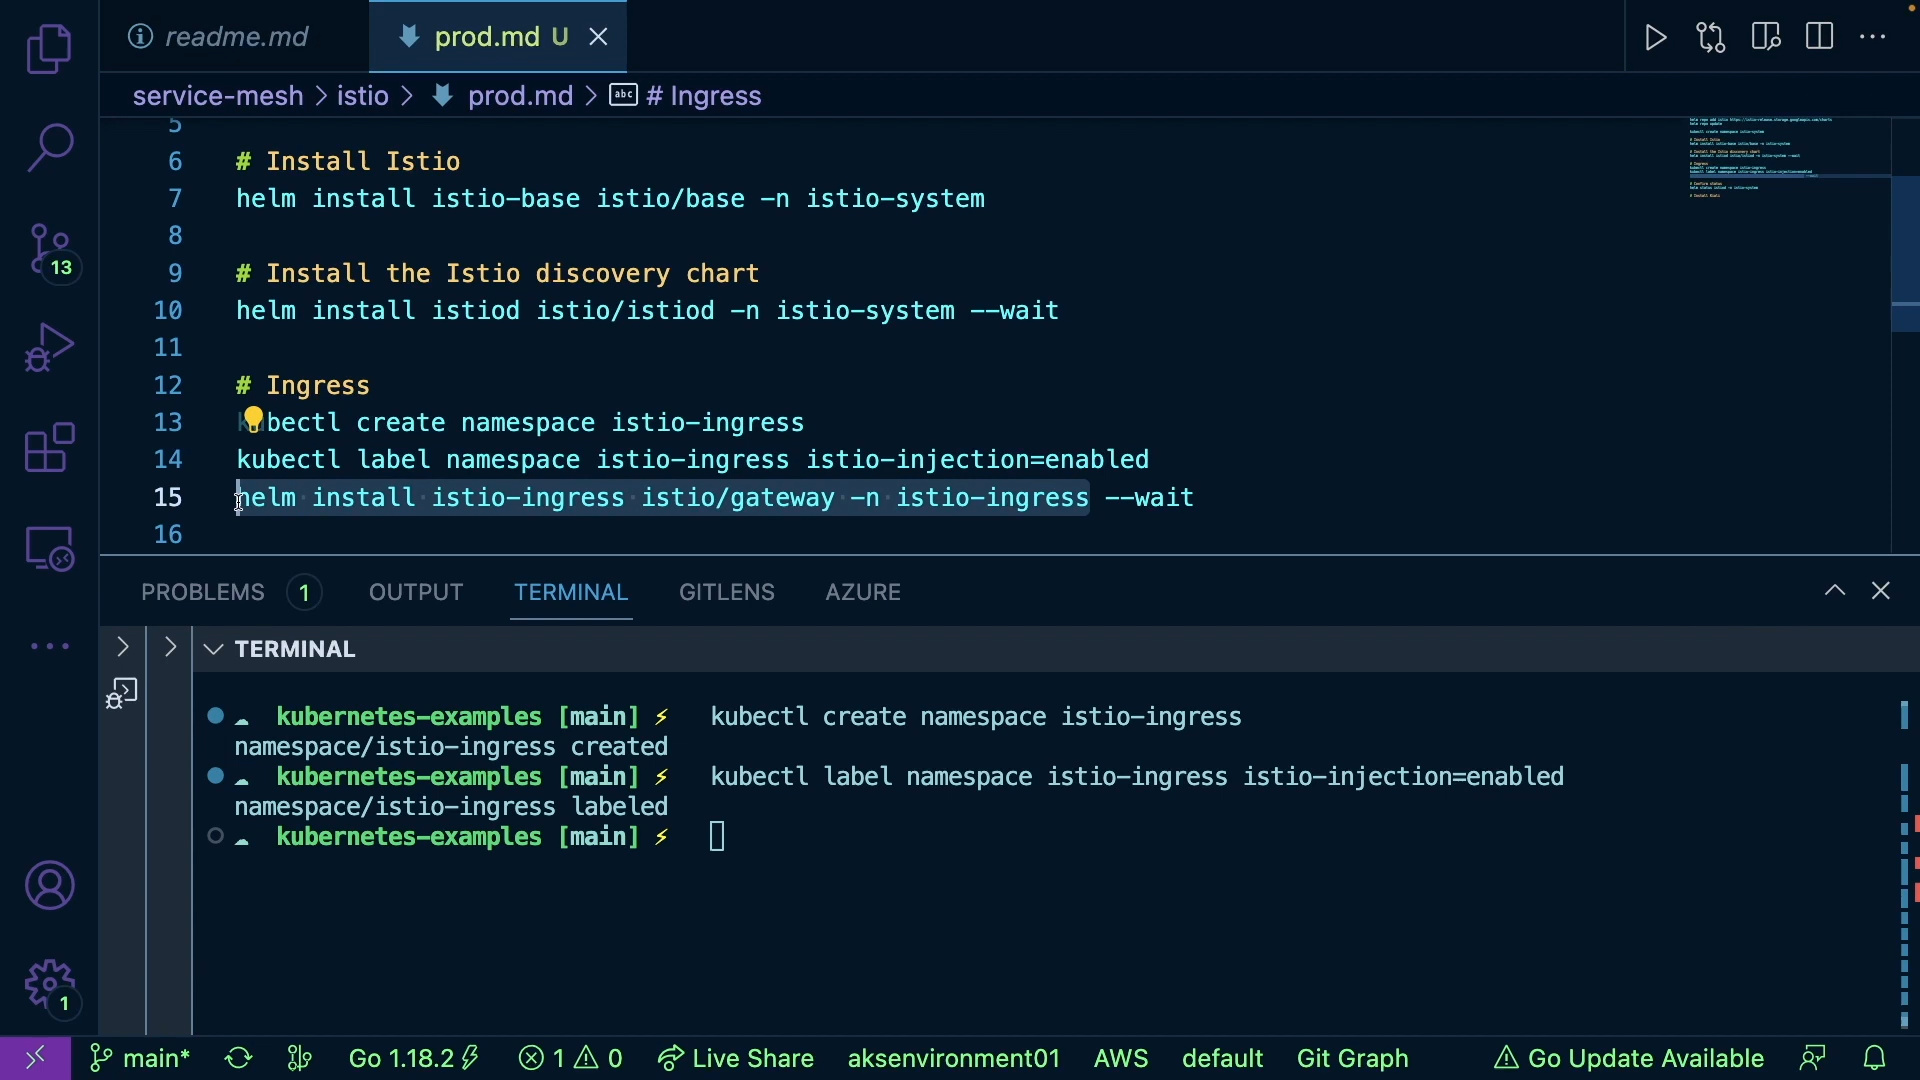 readme.md
prod.md U
service-mesh > istio > prod.md > # Ingress
5
6 # Install Istio
7 helm install istio-base istio/base -n istio-system
8
9 # Install the Istio discovery chart
10 helm install istiod istio/istiod -n istio-system --wait
11
12 # Ingress
13 kubectl create namespace istio-ingress
14 kubectl label namespace istio-ingress istio-injection=enabled
15 helm install istio-ingress istio/gateway -n istio-ingress --wait
16
13
PROBLEMS 1 OUTPUT TERMINAL GITLENS AZURE
TERMINAL
kubernetes-examples [main] ⚡ kubectl create namespace istio-ingress
namespace/istio-ingress created
kubernetes-examples [main] ⚡ kubectl label namespace istio-ingress istio-injection=enabled
namespace/istio-ingress labeled
kubernetes-examples [main] ⚡
1
main* Go 1.18.2 1 0 Live Share aksenvironment01 AWS default Git Graph Go Update Available